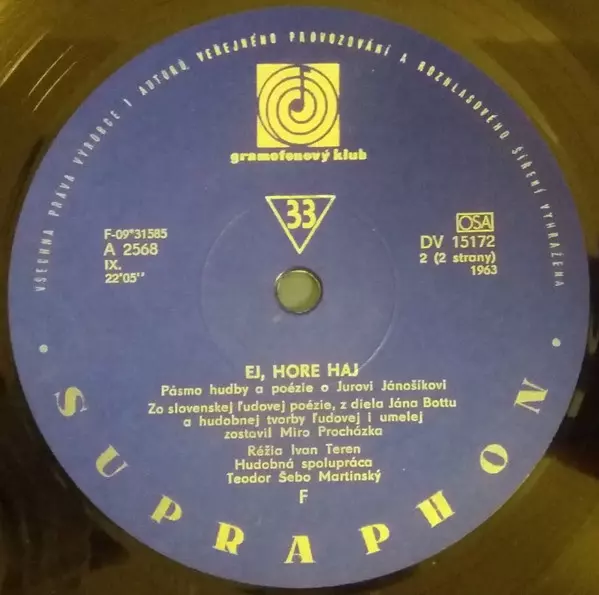 VŠECHNA PRÁVA VÝROBCE I AUTORŮ VEŘEJNÉHO PROVOZOVÁNÍ A ROZHLASOVÉHO ŠÍŘENÍ VYHRAŽENA
gramofonový klub
33
F-09*31585
A 2568
IX.
22'05''
OSA
DV 15172
2 (2 strany)
1963
EJ, HORE HAJ
Pásmo hudby a poézie o Jurovi Jánošíkovi
Zo slovenskej ľudovej poézie, z diela Jána Bottu
a hudobnej tvorby ľudovej i umelej
zostavil Miro Procházka
Réžia Ivan Teren
Hudobná spolupráca
Teodor Šebo Martinský
F
• SUPRAPHON •